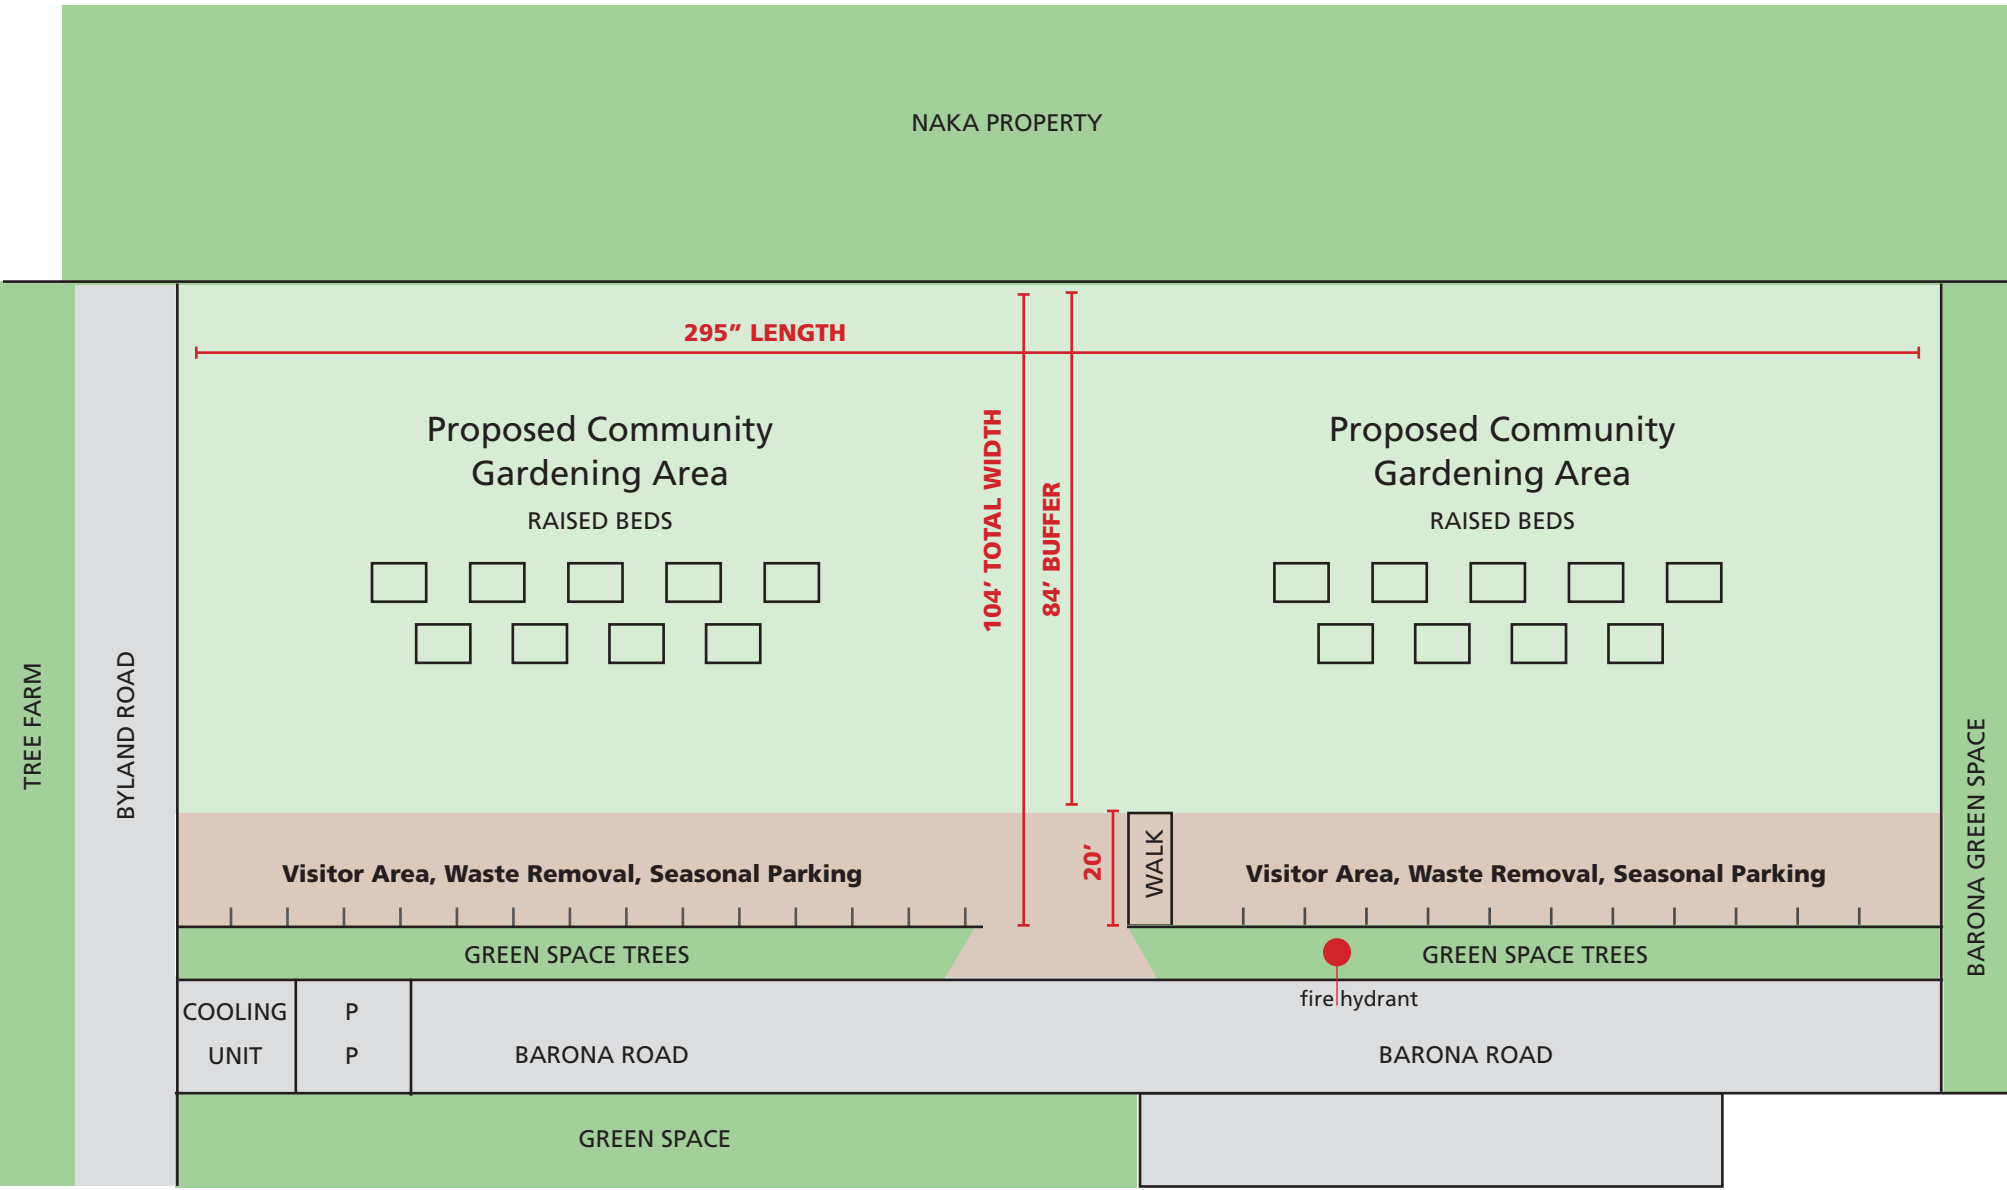 NAKA PROPERTY
295” LENGTH
Proposed Community
Gardening Area
RAISED BEDS
104’ TOTAL WIDTH
84’ BUFFER
Proposed Community
Gardening Area
RAISED BEDS
TREE FARM
BYLAND ROAD
BARONA GREEN SPACE
Visitor Area, Waste Removal, Seasonal Parking
20’
WALK
Visitor Area, Waste Removal, Seasonal Parking
GREEN SPACE TREES
GREEN SPACE TREES
fire hydrant
COOLING
UNIT
P
P
BARONA ROAD
BARONA ROAD
GREEN SPACE